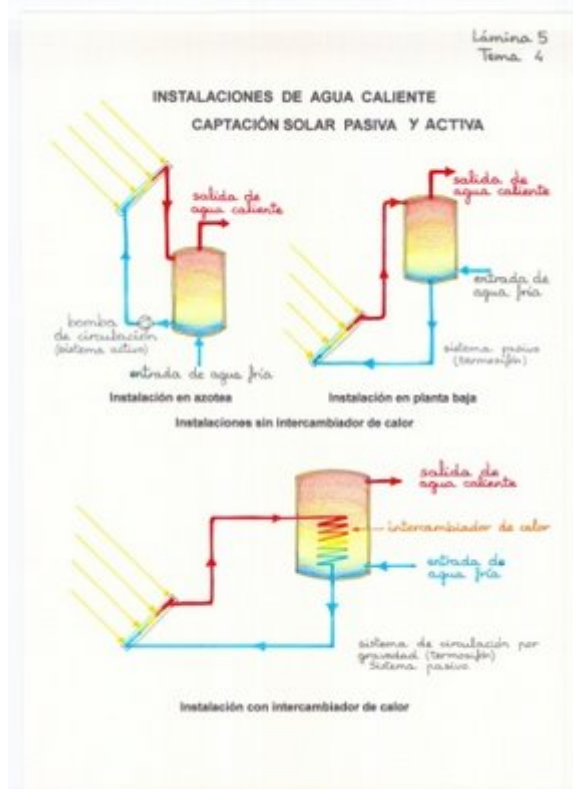 Lámina 5
Tema 4
INSTALACIONES DE AGUA CALIENTE
CAPTACIÓN SOLAR PASIVA Y ACTIVA
salida de
agua caliente
bomba
de circulación
(sistema activo)
entrada de agua fría
Instalación en azotea
salida de
agua caliente
entrada de
agua fría
sistema pasivo
(termosifón)
Instalación en planta baja
Instalaciones sin intercambiador de calor
salida de
agua caliente
intercambiador de calor
entrada de
agua fría
sistema de circulación por
gravedad (termosifón)
Sistema pasivo
Instalación con intercambiador de calor